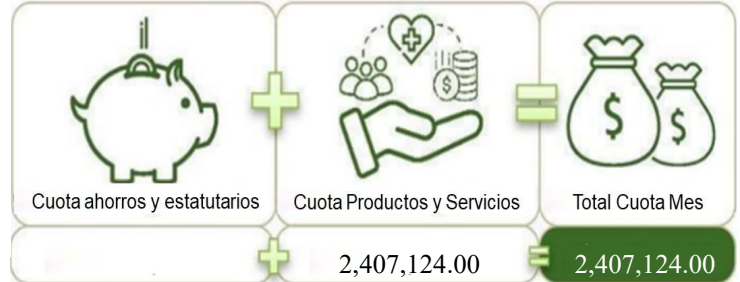 Cuota ahorros y estatutarios
Cuota Productos y Servicios
Total Cuota Mes
2,407,124.00
2,407,124.00